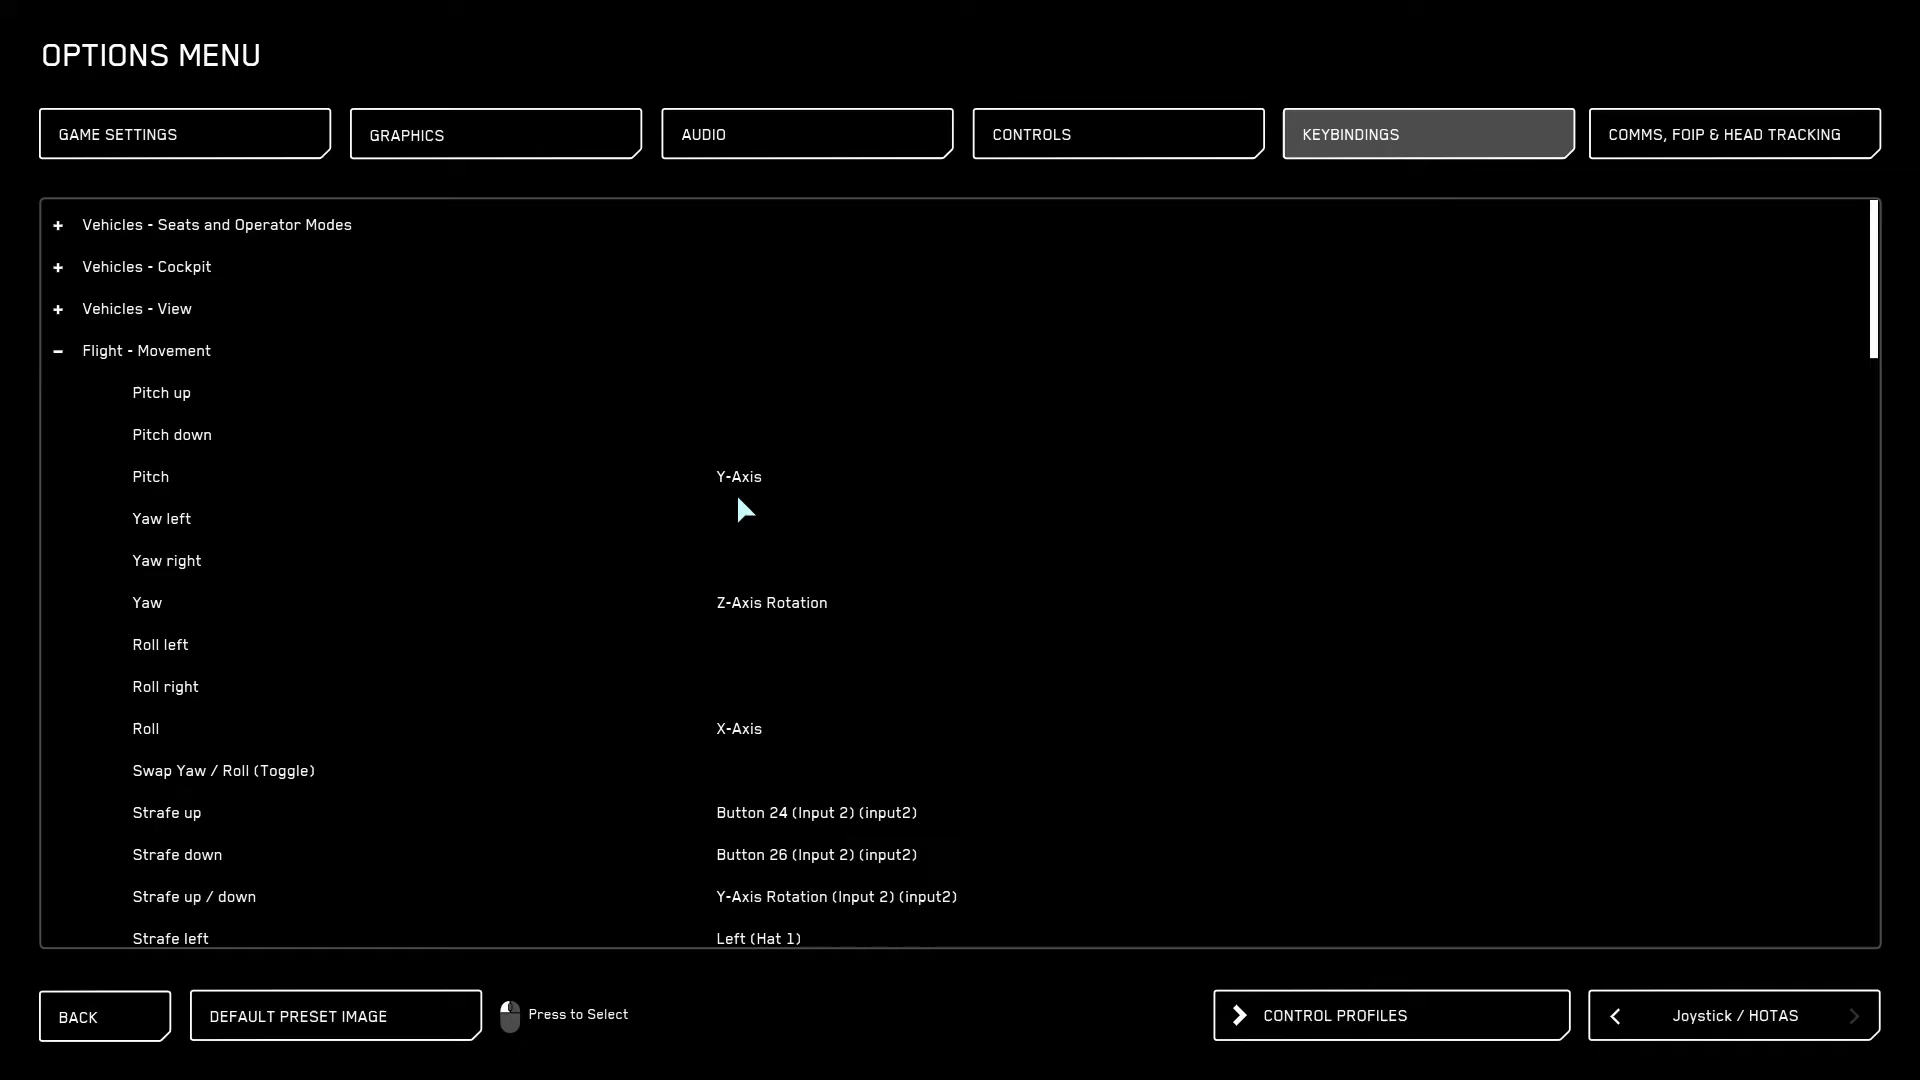 OPTIONS MENU
GAME SETTINGS
GRAPHICS
AUDIO
CONTROLS
KEYBINDINGS
COMMS, FOIP & HEAD TRACKING
+ Vehicles - Seats and Operator Modes
+ Vehicles - Cockpit
+ Vehicles - View
- Flight - Movement
Pitch up
Pitch down
Pitch Y-Axis
Yaw left
Yaw right
Yaw Z-Axis Rotation
Roll left
Roll right
Roll X-Axis
Swap Yaw / Roll (Toggle)
Strafe up Button 24 (Input 2) (input2)
Strafe down Button 26 (Input 2) (input2)
Strafe up / down Y-Axis Rotation (Input 2) (input2)
Strafe left Left (Hat 1)
BACK
DEFAULT PRESET IMAGE
Press to Select
CONTROL PROFILES
Joystick / HOTAS